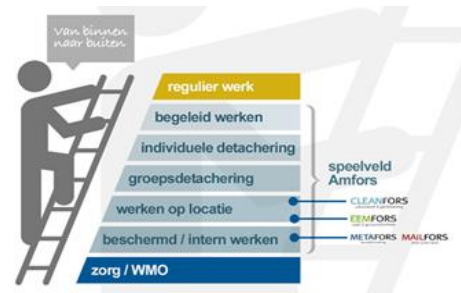 Van binnen
naar buiten
regulier werk
begeleid werken
individuele detachering
groepsdetachering
werken op locatie
beschermd / intern werken
zorg / WMO
speelveld
Amfors
CLEANFORS
EEMFORS
METAFORS MAILFORS